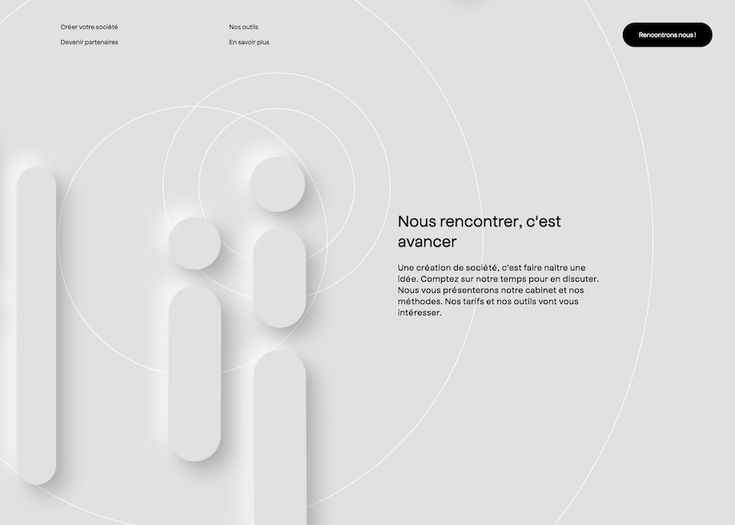 Créer votre société
Devenir partenaires
Nos outils
En savoir plus
Rencontrons nous !
Nous rencontrer, c'est
avancer
Une création de société, c'est faire naitre une
idée. Comptez sur notre temps pour en discuter.
Nous vous présenterons notre cabinet et nos
méthodes. Nos tarifs et nos outils vont vous
intéresser.